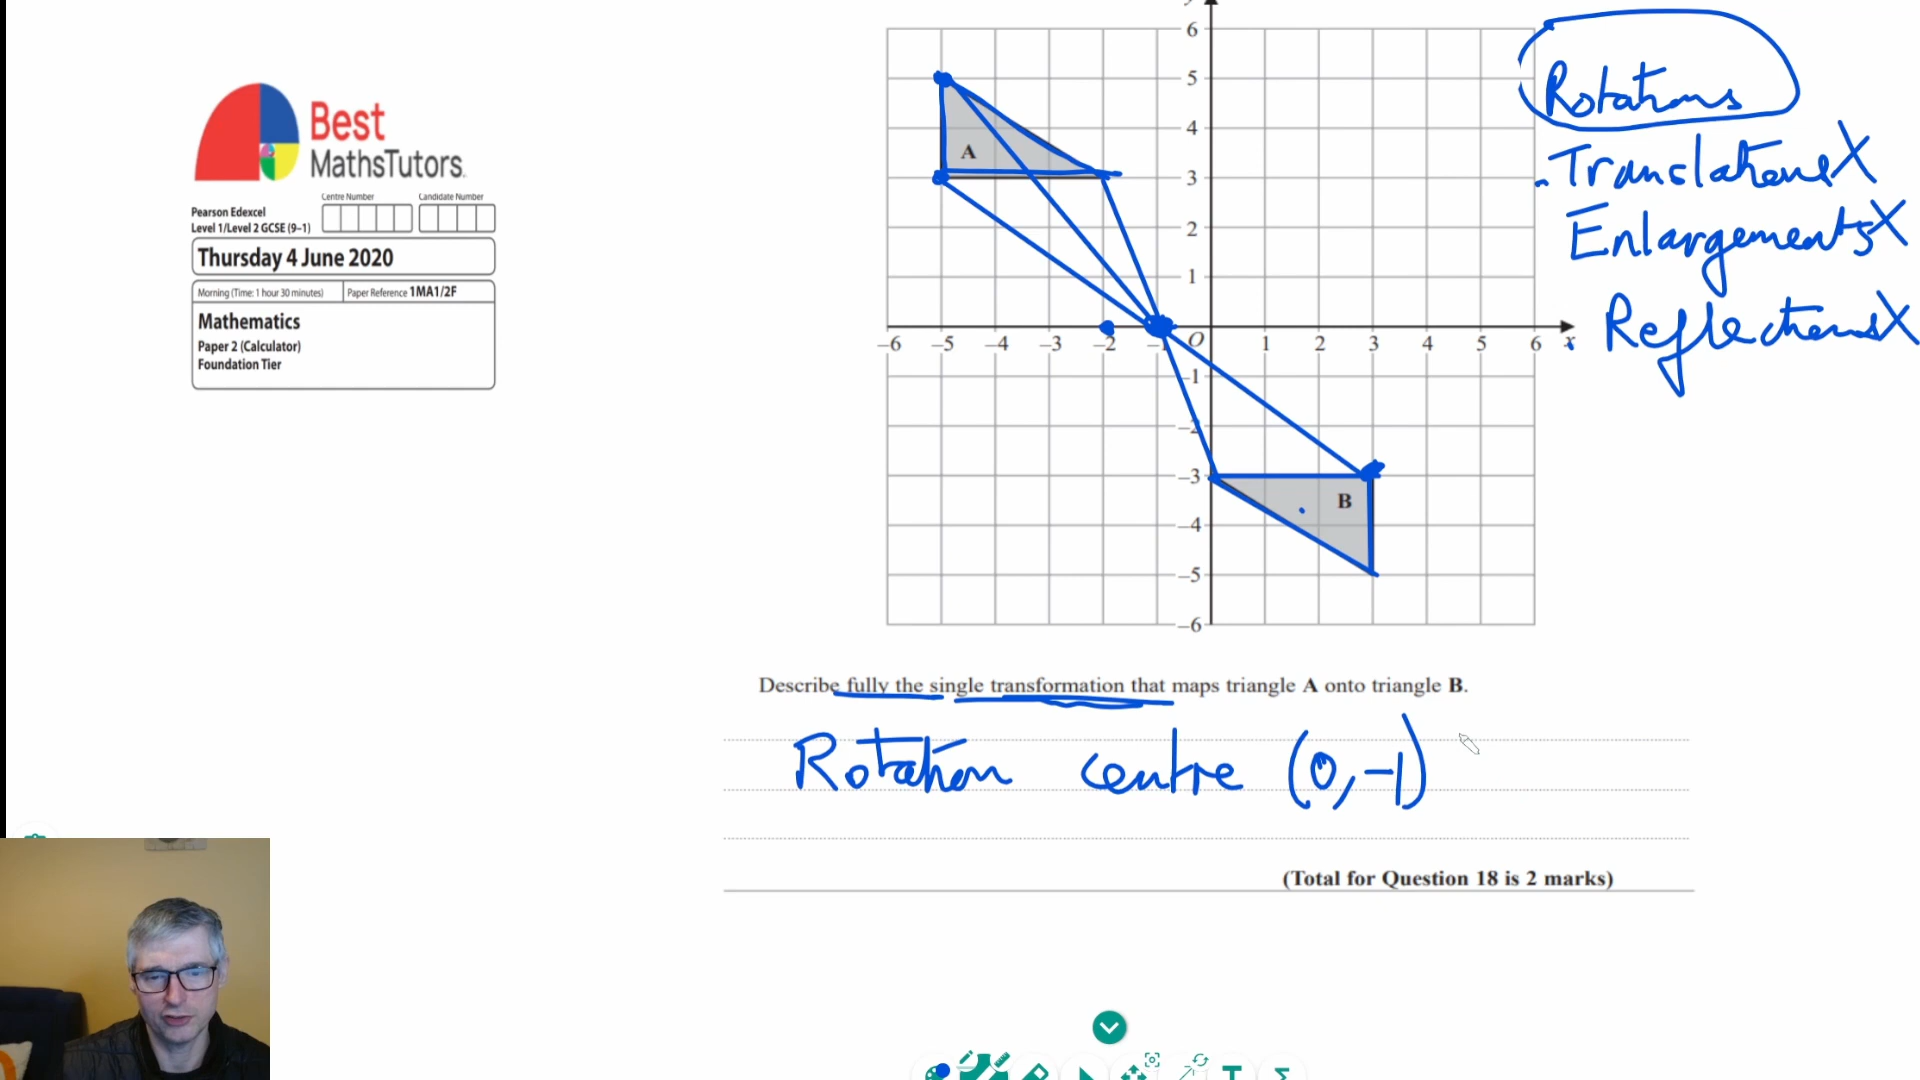 y
6
5
4
3
2
1
-6 -5 -4 -3 -2 -1 O 1 2 3 4 5 6 x
-1
-2
-3
-4
-5
-6
A
B
Rotations
Translations X
Enlargements X
Reflections X
Best
MathsTutors.
Centre Number Candidate Number
Pearson Edexcel
Level 1/Level 2 GCSE (9–1)
Thursday 4 June 2020
Morning (Time: 1 hour 30 minutes) Paper Reference 1MA1/2F
Mathematics
Paper 2 (Calculator)
Foundation Tier
Describe fully the single transformation that maps triangle A onto triangle B.
Rotation centre (0,-1)
(Total for Question 18 is 2 marks)